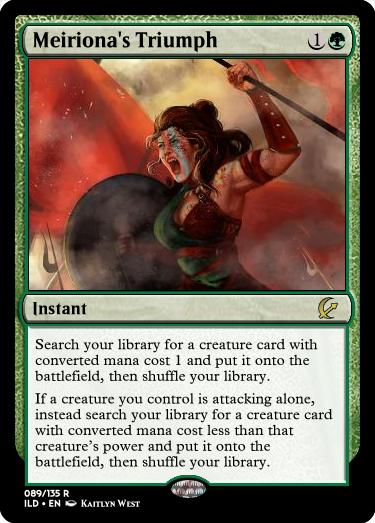 Meiriona's Triumph 1
Instant
Search your library for a creature card with
converted mana cost 1 and put it onto the
battlefield, then shuffle your library.
If a creature you control is attacking alone,
instead search your library for a creature card
with converted mana cost less than that
creature's power and put it onto the
battlefield, then shuffle your library.
089/135 R
ILD • EN Kaitlyn West